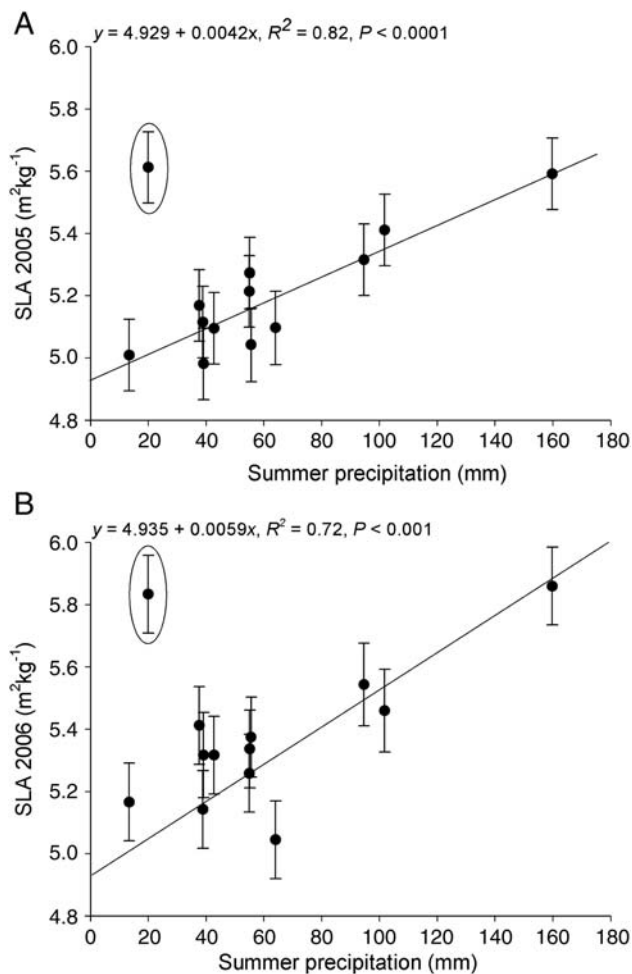 A
y = 4.929 + 0.0042x, R² = 0.82, P < 0.0001
6.0
5.8
5.6
5.4
5.2
5.0
4.8
SLA 2005 (m²kg⁻¹)
0 20 40 60 80 100 120 140 160 180
Summer precipitation (mm)
B
y = 4.935 + 0.0059x, R² = 0.72, P < 0.001
6.0
5.8
5.6
5.4
5.2
5.0
4.8
SLA 2006 (m²kg⁻¹)
0 20 40 60 80 100 120 140 160 180
Summer precipitation (mm)